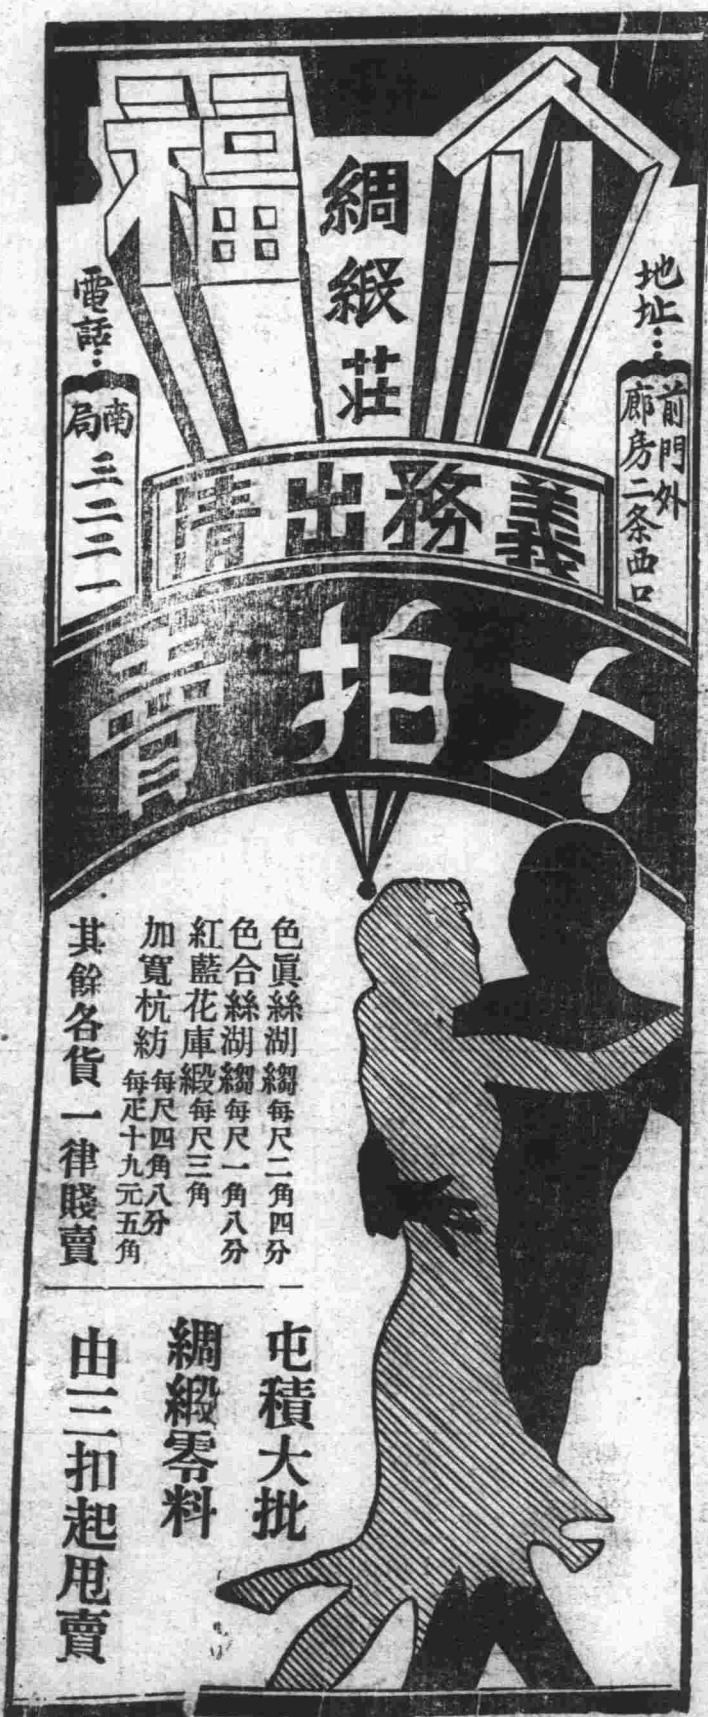 介福
綢緞莊
地址：
前門外
廊房二条西口
電話：
南局
三二二一
義務出清
大拍賣
色眞絲湖縐每尺二角四分
色合絲湖縐每尺一角八分
紅藍花庫緞每尺三角
加寬杭紡每尺四角八分
每疋十九元五角
其餘各貨一律賤賣
屯積大批
綢緞零料
由三扣起甩賣